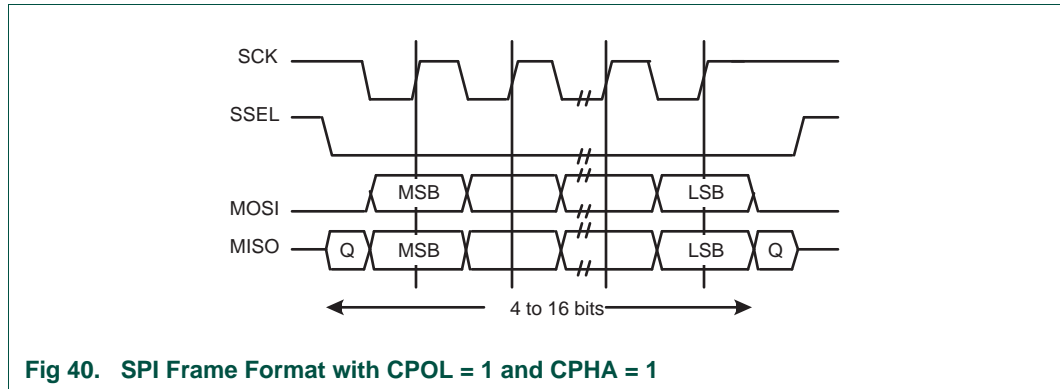 SCK
SSEL
MOSI MSB LSB
MISO Q MSB LSB Q
4 to 16 bits
Fig 40. SPI Frame Format with CPOL = 1 and CPHA = 1